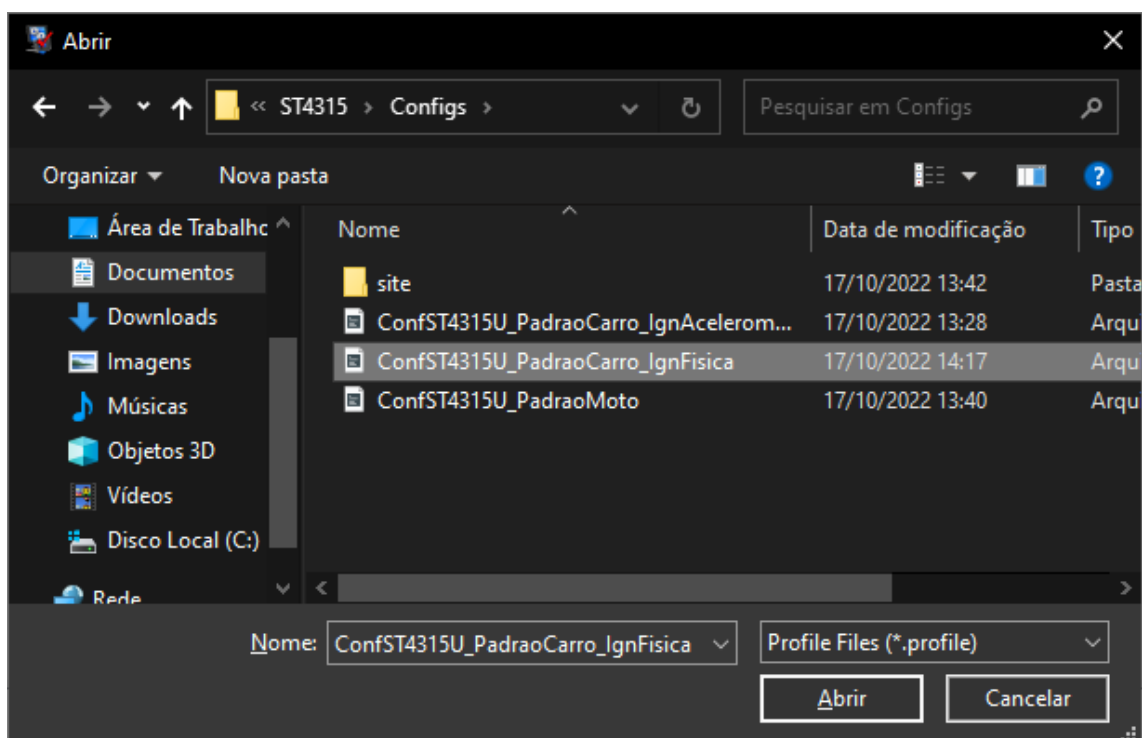 Abrir
« ST4315 > Configs >
Pesquisar em Configs
Organizar
Nova pasta
Área de Trabalhc
Documentos
Downloads
Imagens
Músicas
Objetos 3D
Vídeos
Disco Local (C:)
Rede
Nome Data de modificação Tipo
site 17/10/2022 13:42 Pasta
ConfST4315U_PadraoCarro_IgnAcelerom... 17/10/2022 13:28 Arqu
ConfST4315U_PadraoCarro_IgnFisica 17/10/2022 14:17 Arqu
ConfST4315U_PadraoMoto 17/10/2022 13:40 Arqu
Nome: ConfST4315U_PadraoCarro_IgnFisica
Profile Files (*.profile)
Abrir
Cancelar